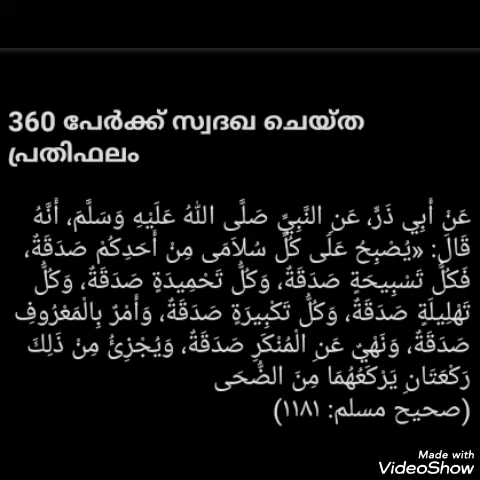 360 പേർക്ക് സ്വദഖ ചെയ്ത
പ്രതിഫലം
عَنْ أَبِي ذَرٍّ، عَنِ النَّبِيِّ صَلَّى اللهُ عَلَيْهِ وَسَلَّمَ، أَنَّهُ
قَالَ: «يُصْبِحُ عَلَى كُلِّ سُلَامَى مِنْ أَحَدِكُمْ صَدَقَةٌ،
فَكُلُّ تَسْبِيحَةٍ صَدَقَةٌ، وَكُلُّ تَحْمِيدَةٍ صَدَقَةٌ، وَكُلُّ
تَهْلِيلَةٍ صَدَقَةٌ، وَكُلُّ تَكْبِيرَةٍ صَدَقَةٌ، وَأَمْرٌ بِالْمَعْرُوفِ
صَدَقَةٌ، وَنَهْيٌ عَنِ الْمُنْكَرِ صَدَقَةٌ، وَيُجْزِئُ مِنْ ذَلِكَ
رَكْعَتَانِ يَرْكَعُهُمَا مِنَ الضُّحَى
(صحيح مسلم: ١١٨١)
Made with
VideoShow